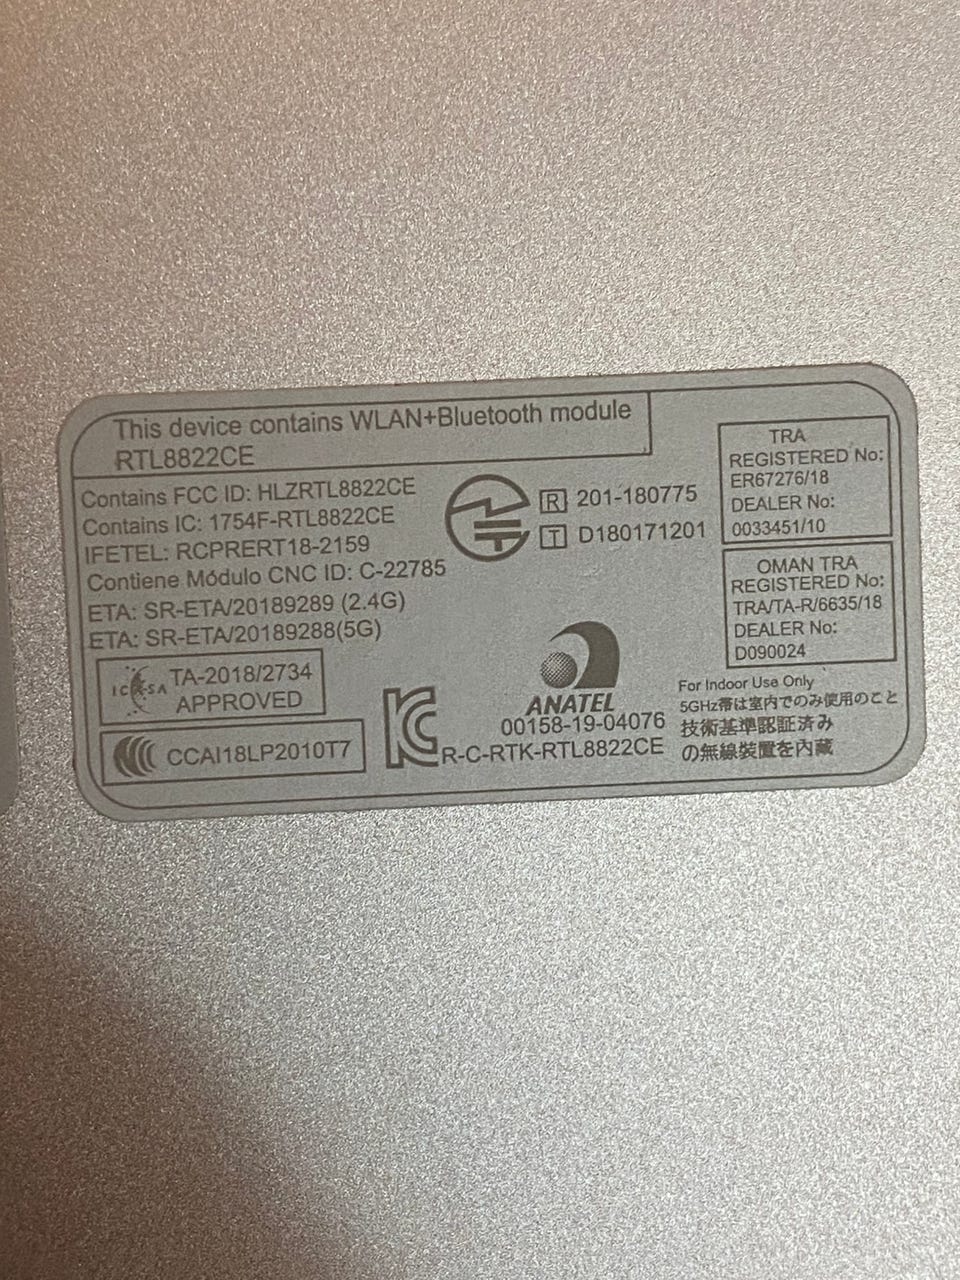 This device contains WLAN+Bluetooth module
RTL8822CE
Contains FCC ID: HLZRTL8822CE
Contains IC: 1754F-RTL8822CE
IFETEL: RCPRERT18-2159
Contiene Módulo CNC ID: C-22785
ETA: SR-ETA/20189289 (2.4G)
ETA: SR-ETA/20189288(5G)
ICASA TA-2018/2734
APPROVED
CCAI18LP2010T7
R 201-180775
T D180171201
ANATEL
00158-19-04076
R-C-RTK-RTL8822CE
TRA
REGISTERED No:
ER67276/18
DEALER No:
0033451/10
OMAN TRA
REGISTERED No:
TRA/TA-R/6635/18
DEALER No:
D090024
For Indoor Use Only
5GHz帯は室内でのみ使用のこと
技術基準認証済み
の無線裝置を内蔵